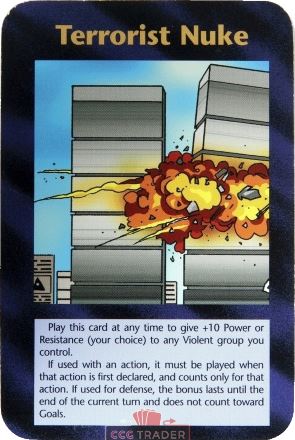 Terrorist Nuke
Play this card at any time to give +10 Power or
Resistance (your choice) to any Violent group you
control.
If used with an action, it must be played when
that action is first declared, and counts only for that
action. If used for defense, the bonus lasts until the
end of the current turn and does not count toward
Goals.
CCG TRADER